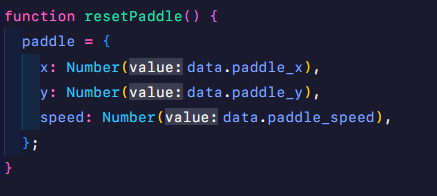 function resetPaddle() {
  paddle = {
    x: Number(value: data.paddle_x),
    y: Number(value: data.paddle_y),
    speed: Number(value: data.paddle_speed),
  };
}